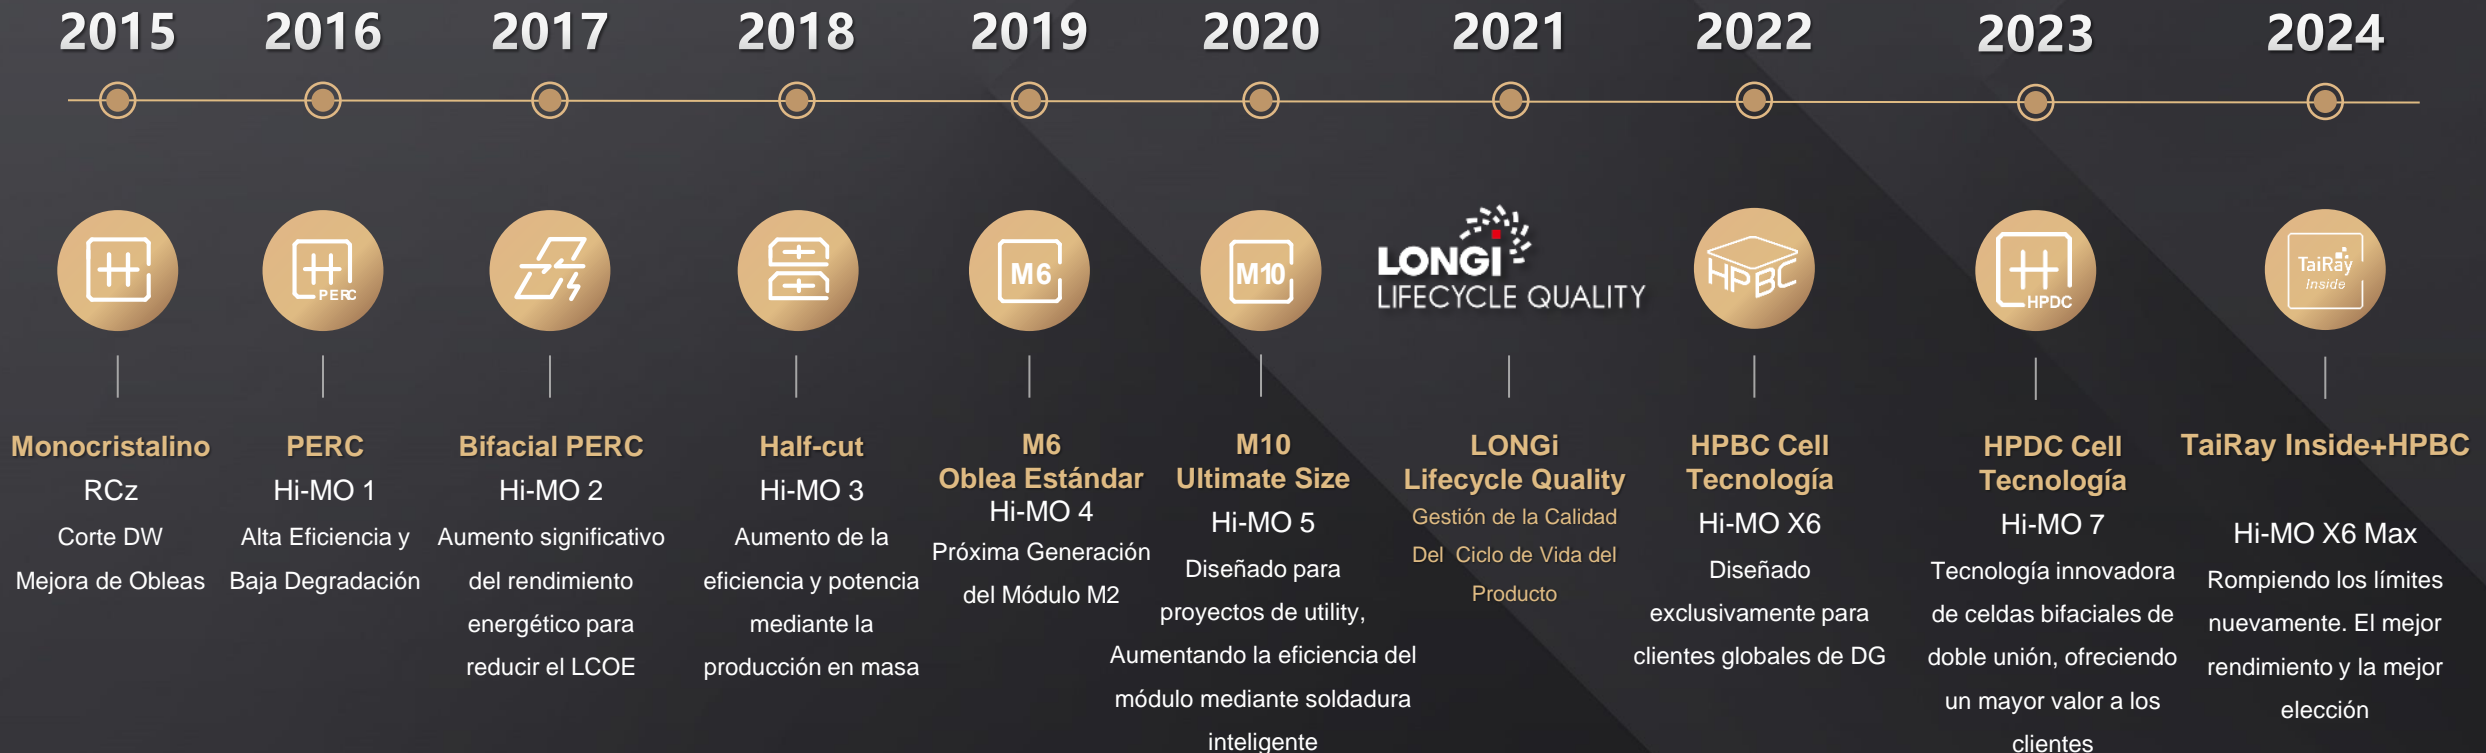 2015
2016
2017
2018
2019
2020
2021
2022
2023
2024
PERC
M6
M10
LONGi
LIFECYCLE QUALITY
HPBC
HPDC
TaiRay
Inside
Monocristalino
RCz
Corte DW
Mejora de Obleas
PERC
Hi-MO 1
Alta Eficiencia y
Baja Degradación
Bifacial PERC
Hi-MO 2
Aumento significativo
del rendimiento
energético para
reducir el LCOE
Half-cut
Hi-MO 3
Aumento de la
eficiencia y potencia
mediante la
producción en masa
M6
Oblea Estándar
Hi-MO 4
Próxima Generación
del Módulo M2
M10
Ultimate Size
Hi-MO 5
Diseñado para
proyectos de utility,
Aumentando la eficiencia del
módulo mediante soldadura
inteligente
LONGi
Lifecycle Quality
Gestión de la Calidad
Del Ciclo de Vida del
Producto
HPBC Cell
Tecnología
Hi-MO X6
Diseñado
exclusivamente para
clientes globales de DG
HPDC Cell
Tecnología
Hi-MO 7
Tecnología innovadora
de celdas bifaciales de
doble unión, ofreciendo
un mayor valor a los
clientes
TaiRay Inside+HPBC
Hi-MO X6 Max
Rompiendo los límites
nuevamente. El mejor
rendimiento y la mejor
elección